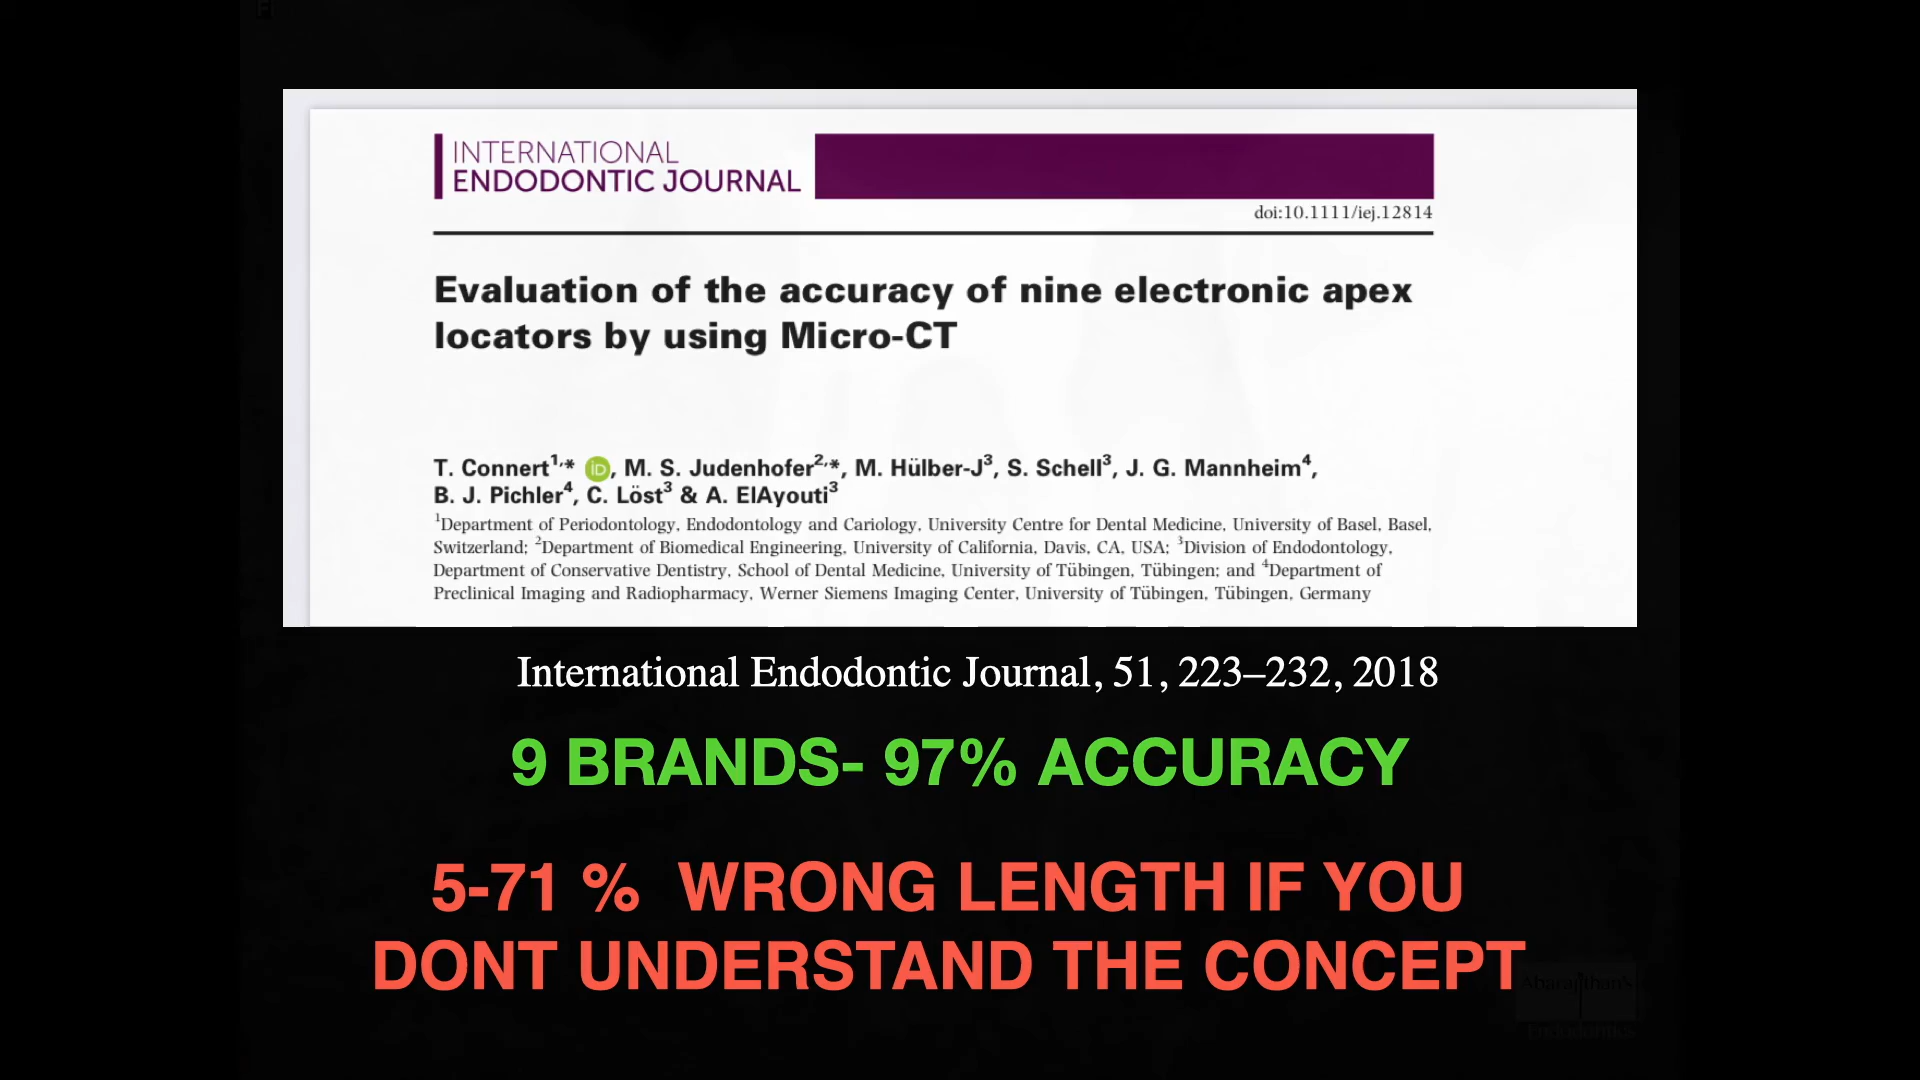 INTERNATIONAL
ENDODONTIC JOURNAL
doi:10.1111/iej.12814
Evaluation of the accuracy of nine electronic apex
locators by using Micro-CT
T. Connert1,* iD, M. S. Judenhofer2,*, M. Hülber-J3, S. Schell3, J. G. Mannheim4,
B. J. Pichler4, C. Löst3 & A. ElAyouti3
1Department of Periodontology, Endodontology and Cariology, University Centre for Dental Medicine, University of Basel, Basel,
Switzerland; 2Department of Biomedical Engineering, University of California, Davis, CA, USA; 3Division of Endodontology,
Department of Conservative Dentistry, School of Dental Medicine, University of Tübingen, Tübingen; and 4Department of
Preclinical Imaging and Radiopharmacy, Werner Siemens Imaging Center, University of Tübingen, Tübingen, Germany
International Endodontic Journal, 51, 223–232, 2018
9 BRANDS- 97% ACCURACY
5-71 % WRONG LENGTH IF YOU
DONT UNDERSTAND THE CONCEPT
Abarajithan's
Endodontics